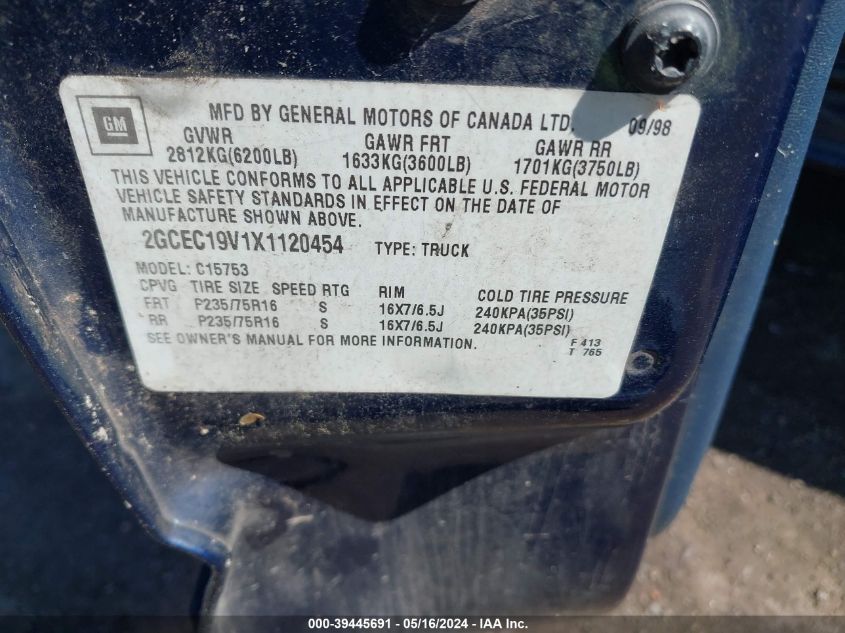 GM
MFD BY GENERAL MOTORS OF CANADA LTD. 09/98
GVWR GAWR FRT GAWR RR
2812KG(6200LB) 1633KG(3600LB) 1701KG(3750LB)
THIS VEHICLE CONFORMS TO ALL APPLICABLE U.S. FEDERAL MOTOR
VEHICLE SAFETY STANDARDS IN EFFECT ON THE DATE OF
MANUFACTURE SHOWN ABOVE.
2GCEC19V1X1120454 TYPE: TRUCK
MODEL: C15753
CPVG TIRE SIZE SPEED RTG RIM COLD TIRE PRESSURE
FRT P235/75R16 S 16X7/6.5J 240KPA(35PSI)
RR P235/75R16 S 16X7/6.5J 240KPA(35PSI)
SEE OWNER'S MANUAL FOR MORE INFORMATION.
F 413
T 765
000-39445691 - 05/16/2024 - IAA Inc.